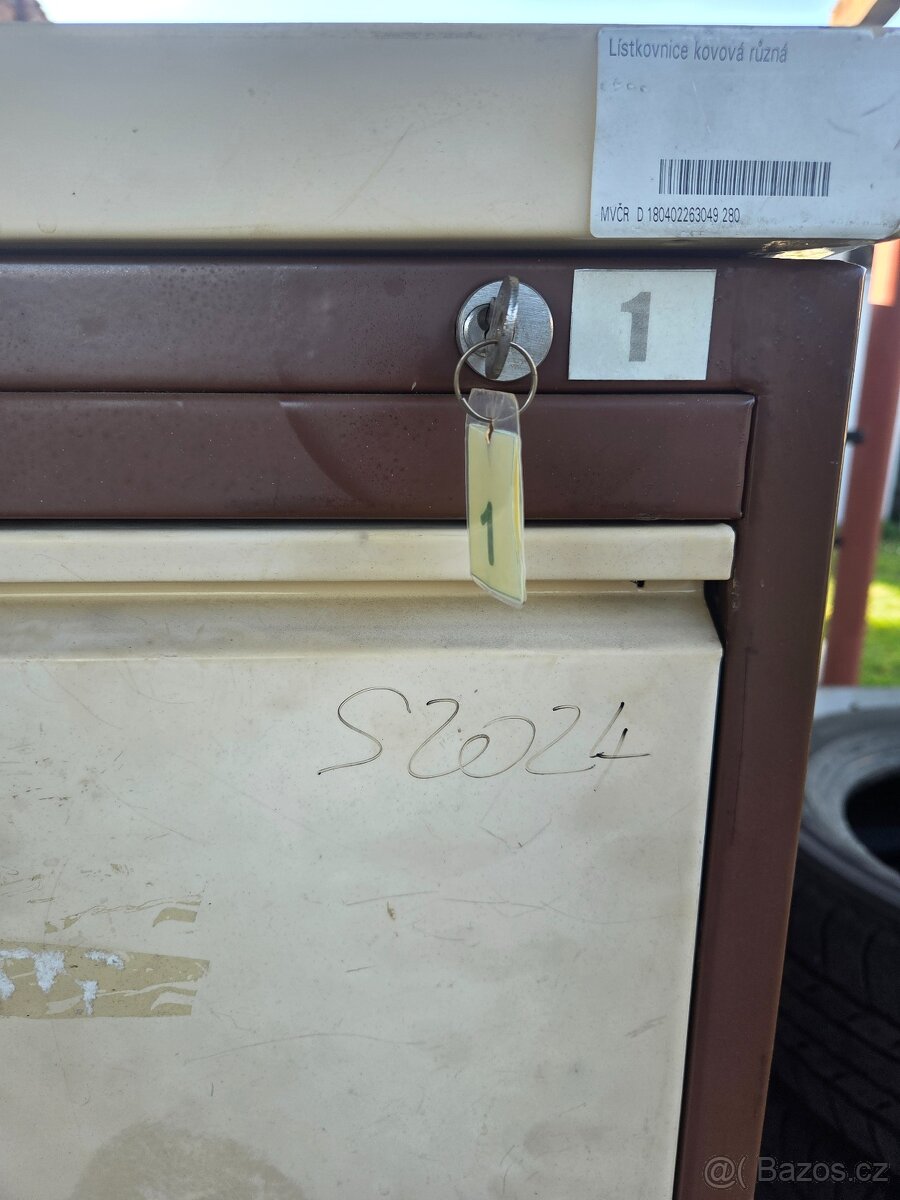 Lístkovnice kovová různá
MVČR D 180402263049 280
1
1
S2024
@( Bazos.cz